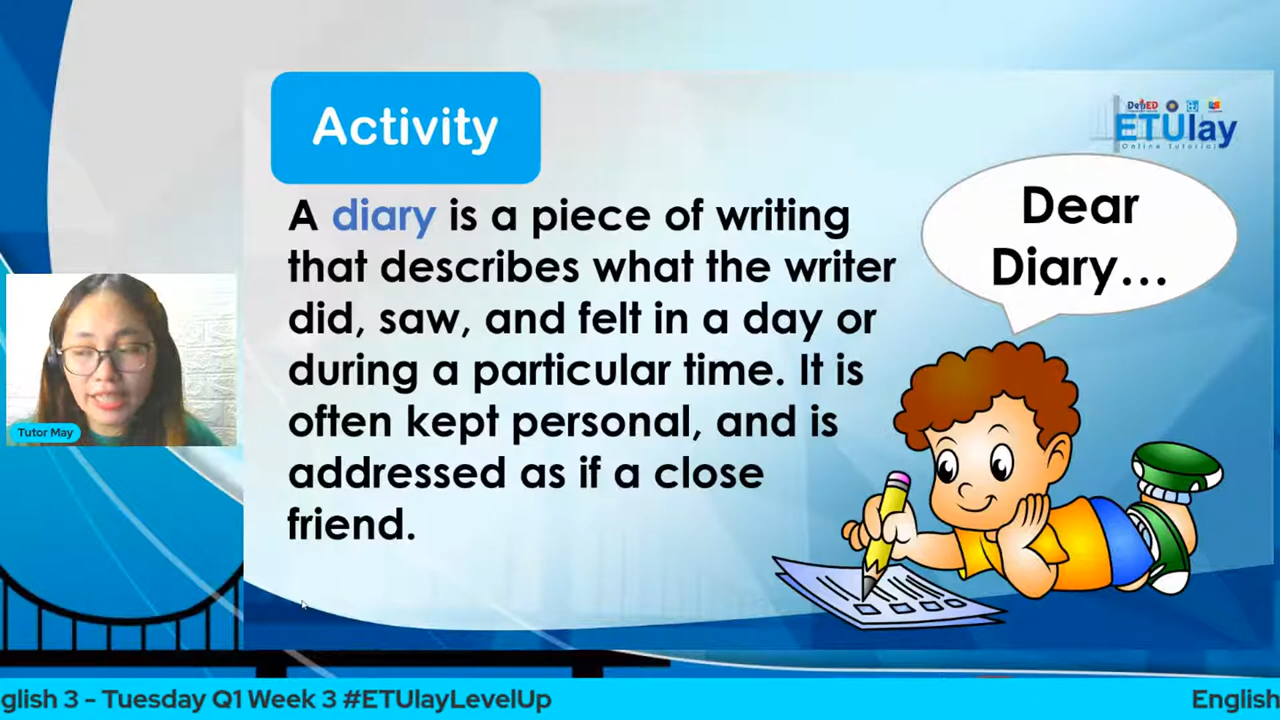 Activity
DepED
ETUlay
Online Tutorial
A diary is a piece of writing
that describes what the writer
did, saw, and felt in a day or
during a particular time. It is
often kept personal, and is
addressed as if a close
friend.
Dear
Diary...
Tutor May
glish 3 - Tuesday Q1 Week 3 #ETUlayLevelUp
English